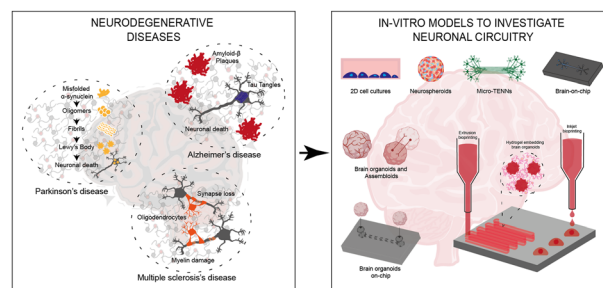 NEURODEGENERATIVE
DISEASES
Misfolded
α-synuclein
Oligomers
Fibrils
Lewy's Body
Neuronal death
Parkinson's disease
Amyloid-β
Plaques
Tau Tangles
Neuronal death
Alzheimer's disease
Synapse loss
Oligodendrocytes
Myelin damage
Multiple sclerosis's disease
IN-VITRO MODELS TO INVESTIGATE
NEURONAL CIRCUITRY
2D cell cultures
Neurospheroids
Micro-TENNs
Brain-on-chip
Brain organoids and
Assembloids
Extrusion
bioprinting
Hydrogel embedding
brain organoids
Inkjet
bioprinting
Brain organoids
on-chip